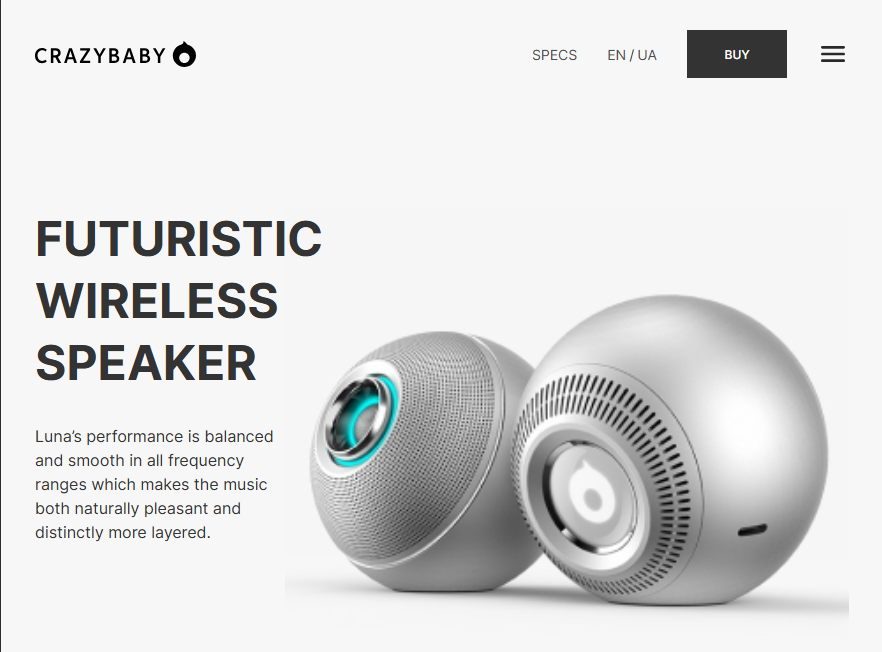 CRAZYBABY
SPECS
EN / UA
BUY
FUTURISTIC
WIRELESS
SPEAKER
Luna’s performance is balanced
and smooth in all frequency
ranges which makes the music
both naturally pleasant and
distinctly more layered.